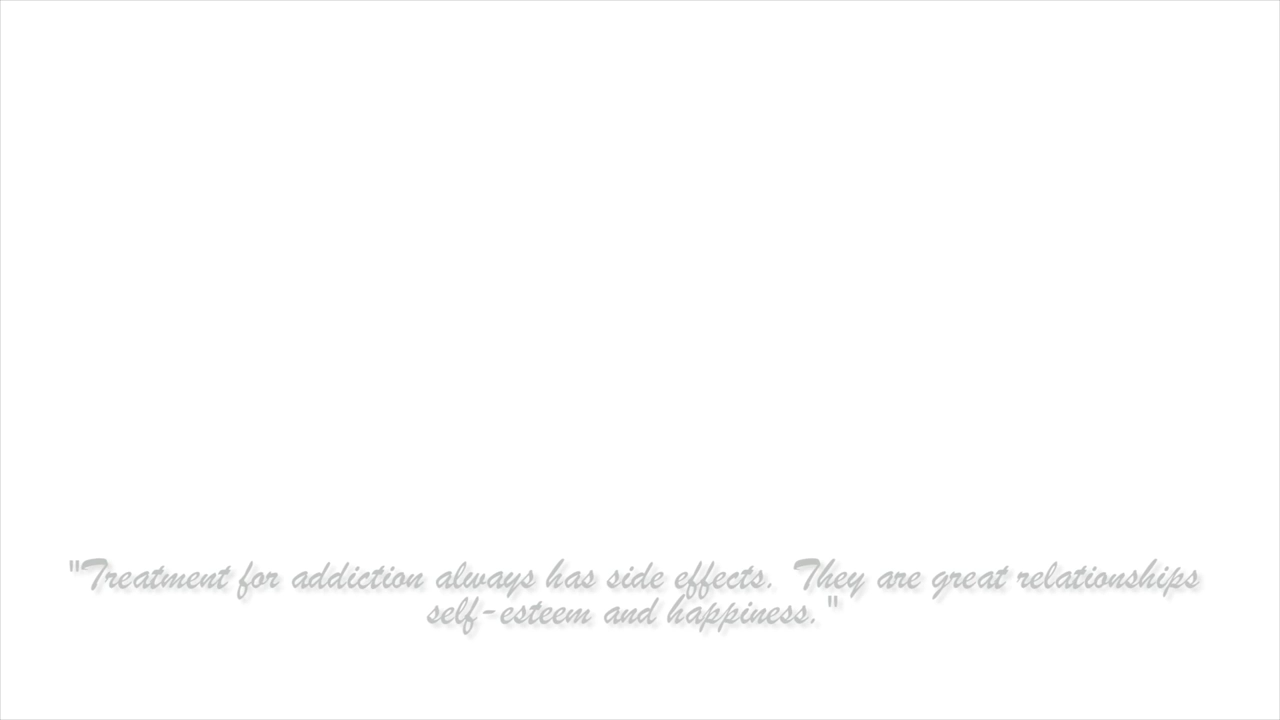 "Treatment for addiction always has side effects.  They are great relationships
self-esteem and happiness."